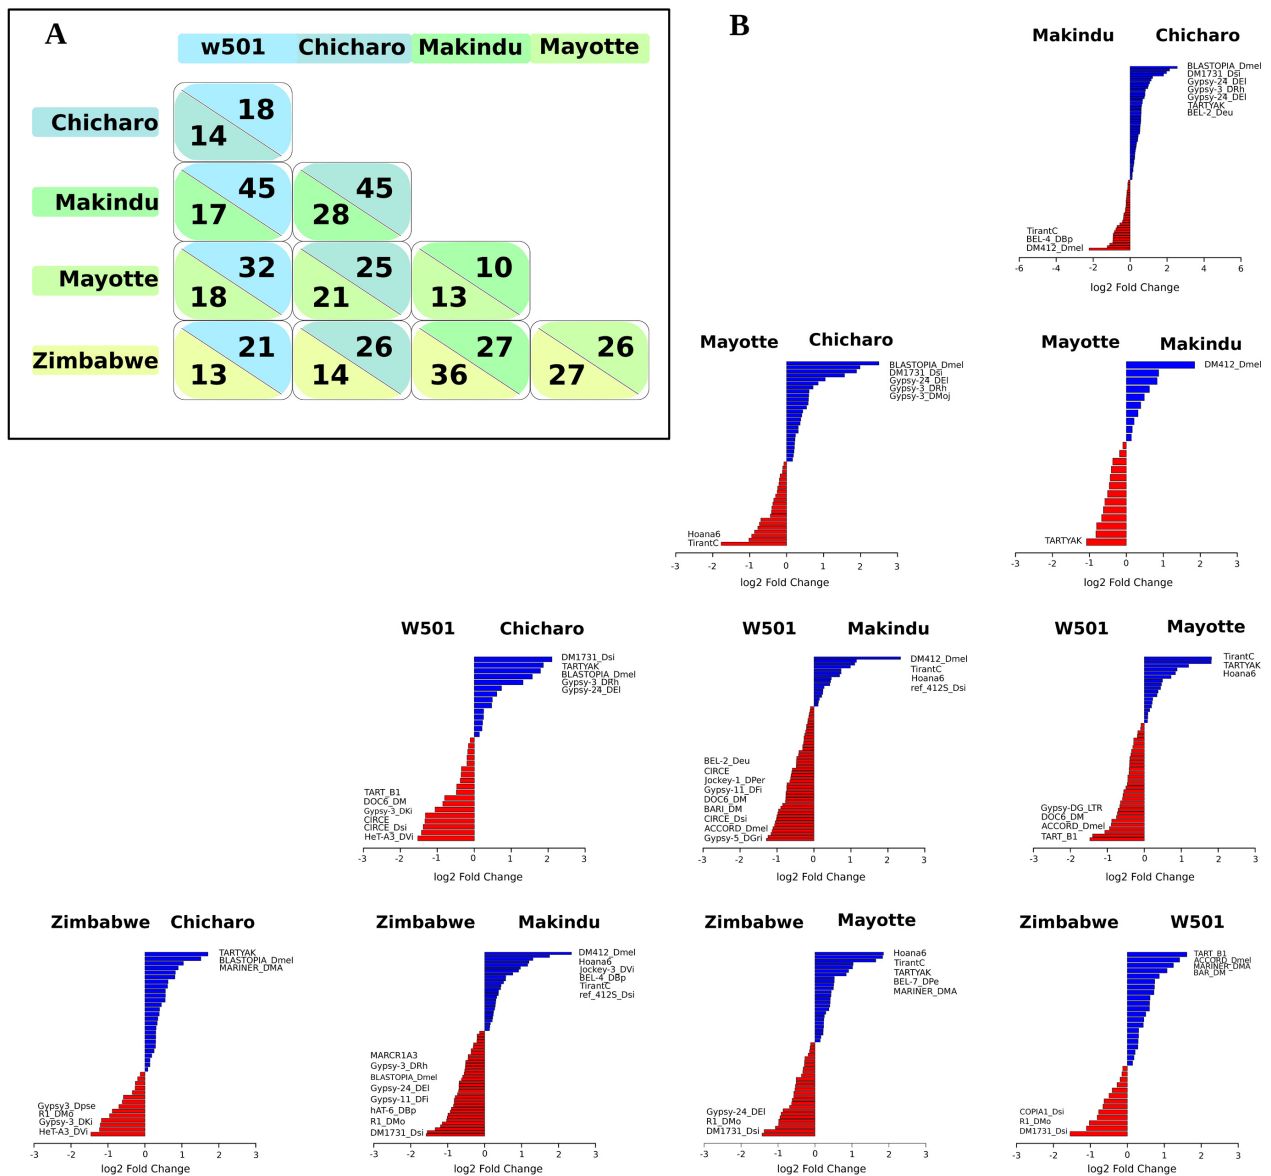 A
w501 Chicharo Makindu Mayotte
Chicharo
18
14
Makindu
45
17
45
28
Mayotte
32
18
25
21
10
13
Zimbabwe
21
13
26
14
27
36
26
27
B
Makindu Chicharo
BLASTOPIA_Dmel
DM1731_Dsi
Gypsy-24_DEl
Gypsy-3_DRh
Gypsy-24_DEl
TARTYAK
BEL-2_Deu
TirantC
BEL-4_DBp
DM412_Dmel
-6 -4 -2 0 2 4 6
log2 Fold Change
Mayotte Chicharo
BLASTOPIA_Dmel
DM1731_Dsi
Gypsy-24_DEl
Gypsy-3_DRh
Gypsy-3_DMoj
Hoana6
TirantC
-3 -2 -1 0 1 2 3
log2 Fold Change
Mayotte Makindu
DM412_Dmel
TARTYAK
-3 -2 -1 0 1 2 3
log2 Fold Change
W501 Chicharo
DM1731_Dsi
TARTYAK
BLASTOPIA_Dmel
Gypsy-3_DRh
Gypsy-24_DEl
TART_B1
DOC6_DM
Gypsy-3_DKi
CIRCE
CIRCE_Dsi
HeT-A3_DVi
-3 -2 -1 0 1 2 3
log2 Fold Change
W501 Makindu
DM412_Dmel
TirantC
Hoana6
ref_412S_Dsi
BEL-2_Deu
CIRCE
Jockey-1_DPer
Gypsy-11_DFi
DOC6_DM
BARI_DM
CIRCE_Dsi
ACCORD_Dmel
Gypsy-5_DGri
-3 -2 -1 0 1 2 3
log2 Fold Change
W501 Mayotte
TirantC
TARTYAK
Hoana6
Gypsy-DG_LTR
DOC6_DM
ACCORD_Dmel
TART_B1
-3 -2 -1 0 1 2 3
log2 Fold Change
Zimbabwe Chicharo
TARTYAK
BLASTOPIA_Dmel
MARINER_DMA
Gypsy3_Dpse
R1_DMo
Gypsy-3_DKi
HeT-A3_DVi
-3 -2 -1 0 1 2 3
log2 Fold Change
Zimbabwe Makindu
DM412_Dmel
Hoana6
Jockey-3_DVi
BEL-4_DBp
TirantC
ref_412S_Dsi
MARCR1A3
Gypsy-3_DRh
BLASTOPIA_Dmel
Gypsy-24_DEl
Gypsy-11_DFi
hAT-6_DBp
R1_DMo
DM1731_Dsi
-3 -2 -1 0 1 2 3
log2 Fold Change
Zimbabwe Mayotte
Hoana6
TirantC
TARTYAK
BEL-7_DPe
MARINER_DMA
Gypsy-24_DEl
R1_DMo
DM1731_Dsi
-3 -2 -1 0 1 2 3
log2 Fold Change
Zimbabwe W501
TART_B1
ACCORD_Dmel
MARINER_DMA
BAR_DM
COPIA1_Dsi
R1_DMo
DM1731_Dsi
-3 -2 -1 0 1 2 3
log2 Fold Change